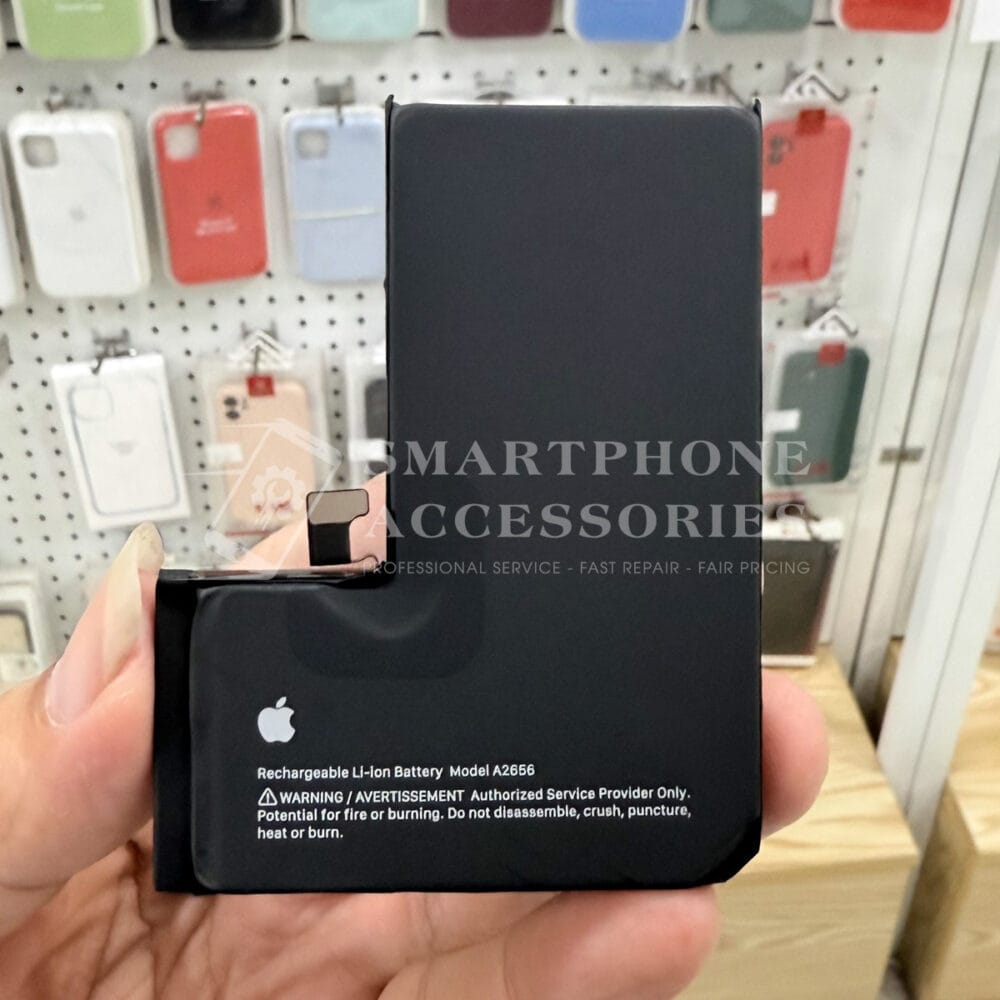 SMARTPHONE
ACCESSORIES
PROFESSIONAL SERVICE - FAST REPAIR - FAIR PRICING
Rechargeable Li-ion Battery Model A2656
⚠ WARNING / AVERTISSEMENT Authorized Service Provider Only.
Potential for fire or burning. Do not disassemble, crush, puncture,
heat or burn.